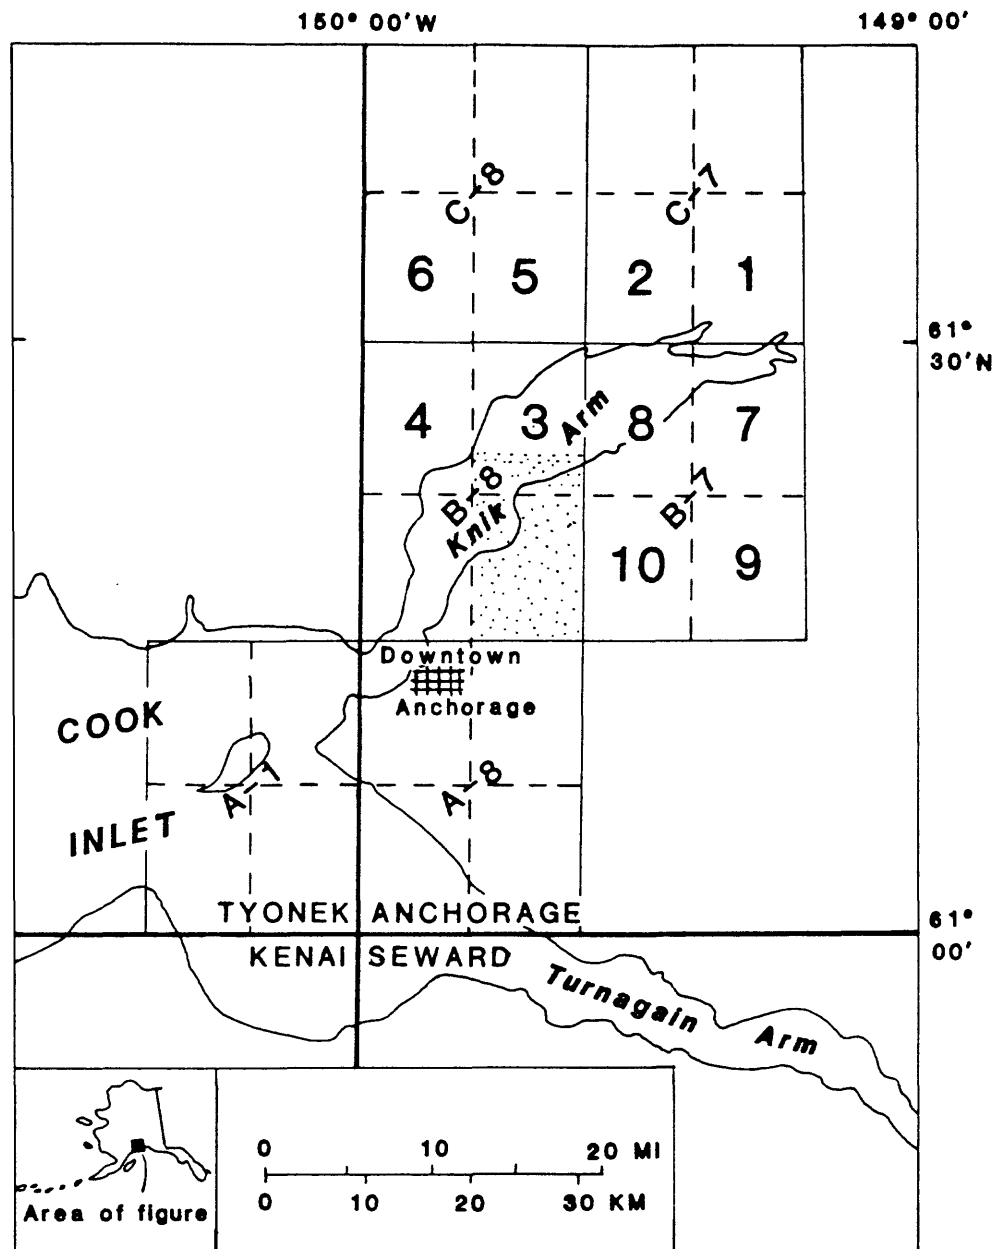 150° 00′ W
149° 00′
C-8
C-7
6
5
2
1
61°
30′N
4
3
Arm
8
7
B-8
Knik
B-7
10
9
Downtown
Anchorage
COOK
INLET
A-7
A-8
TYONEK
ANCHORAGE
61°
00′
KENAI
SEWARD
Turnagain
Arm
0
10
20 MI
0
10
20
30 KM
Area of figure